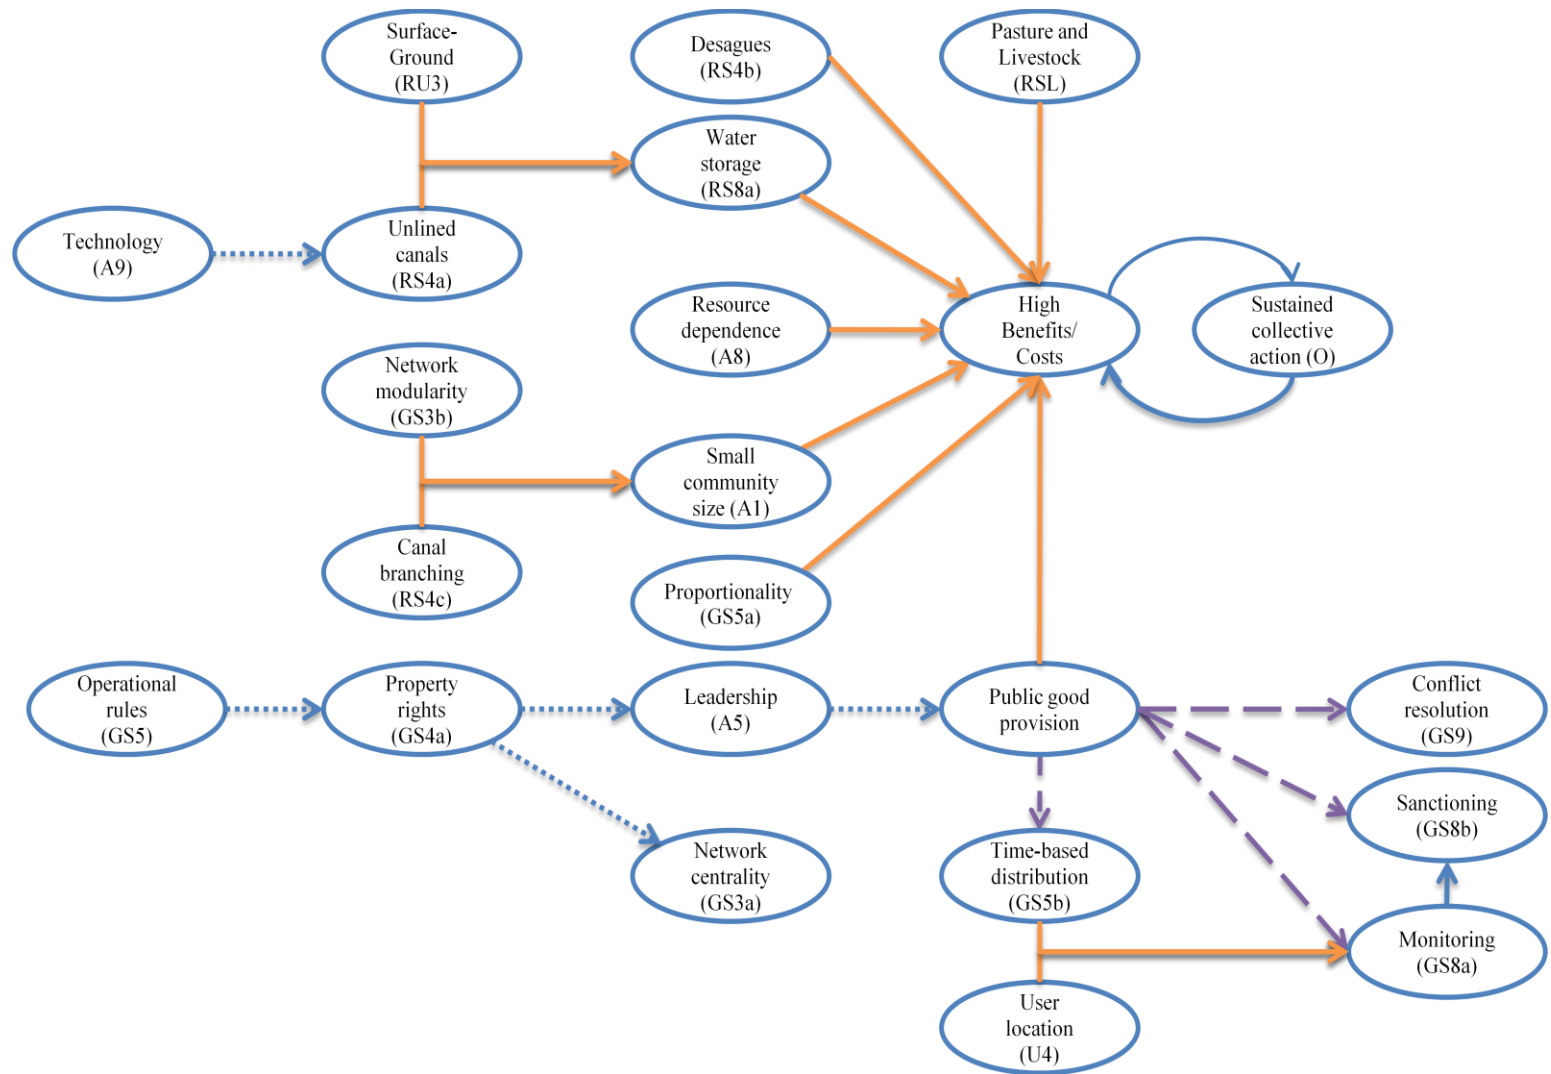 Surface-
Ground
(RU3)
Desagues
(RS4b)
Pasture and
Livestock
(RSL)
Water
storage
(RS8a)
Technology
(A9)
Unlined
canals
(RS4a)
Resource
dependence
(A8)
High
Benefits/
Costs
Sustained
collective
action (O)
Network
modularity
(GS3b)
Small
community
size (A1)
Canal
branching
(RS4c)
Proportionality
(GS5a)
Operational
rules
(GS5)
Property
rights
(GS4a)
Leadership
(A5)
Public good
provision
Conflict
resolution
(GS9)
Sanctioning
(GS8b)
Network
centrality
(GS3a)
Time-based
distribution
(GS5b)
Monitoring
(GS8a)
User
location
(U4)